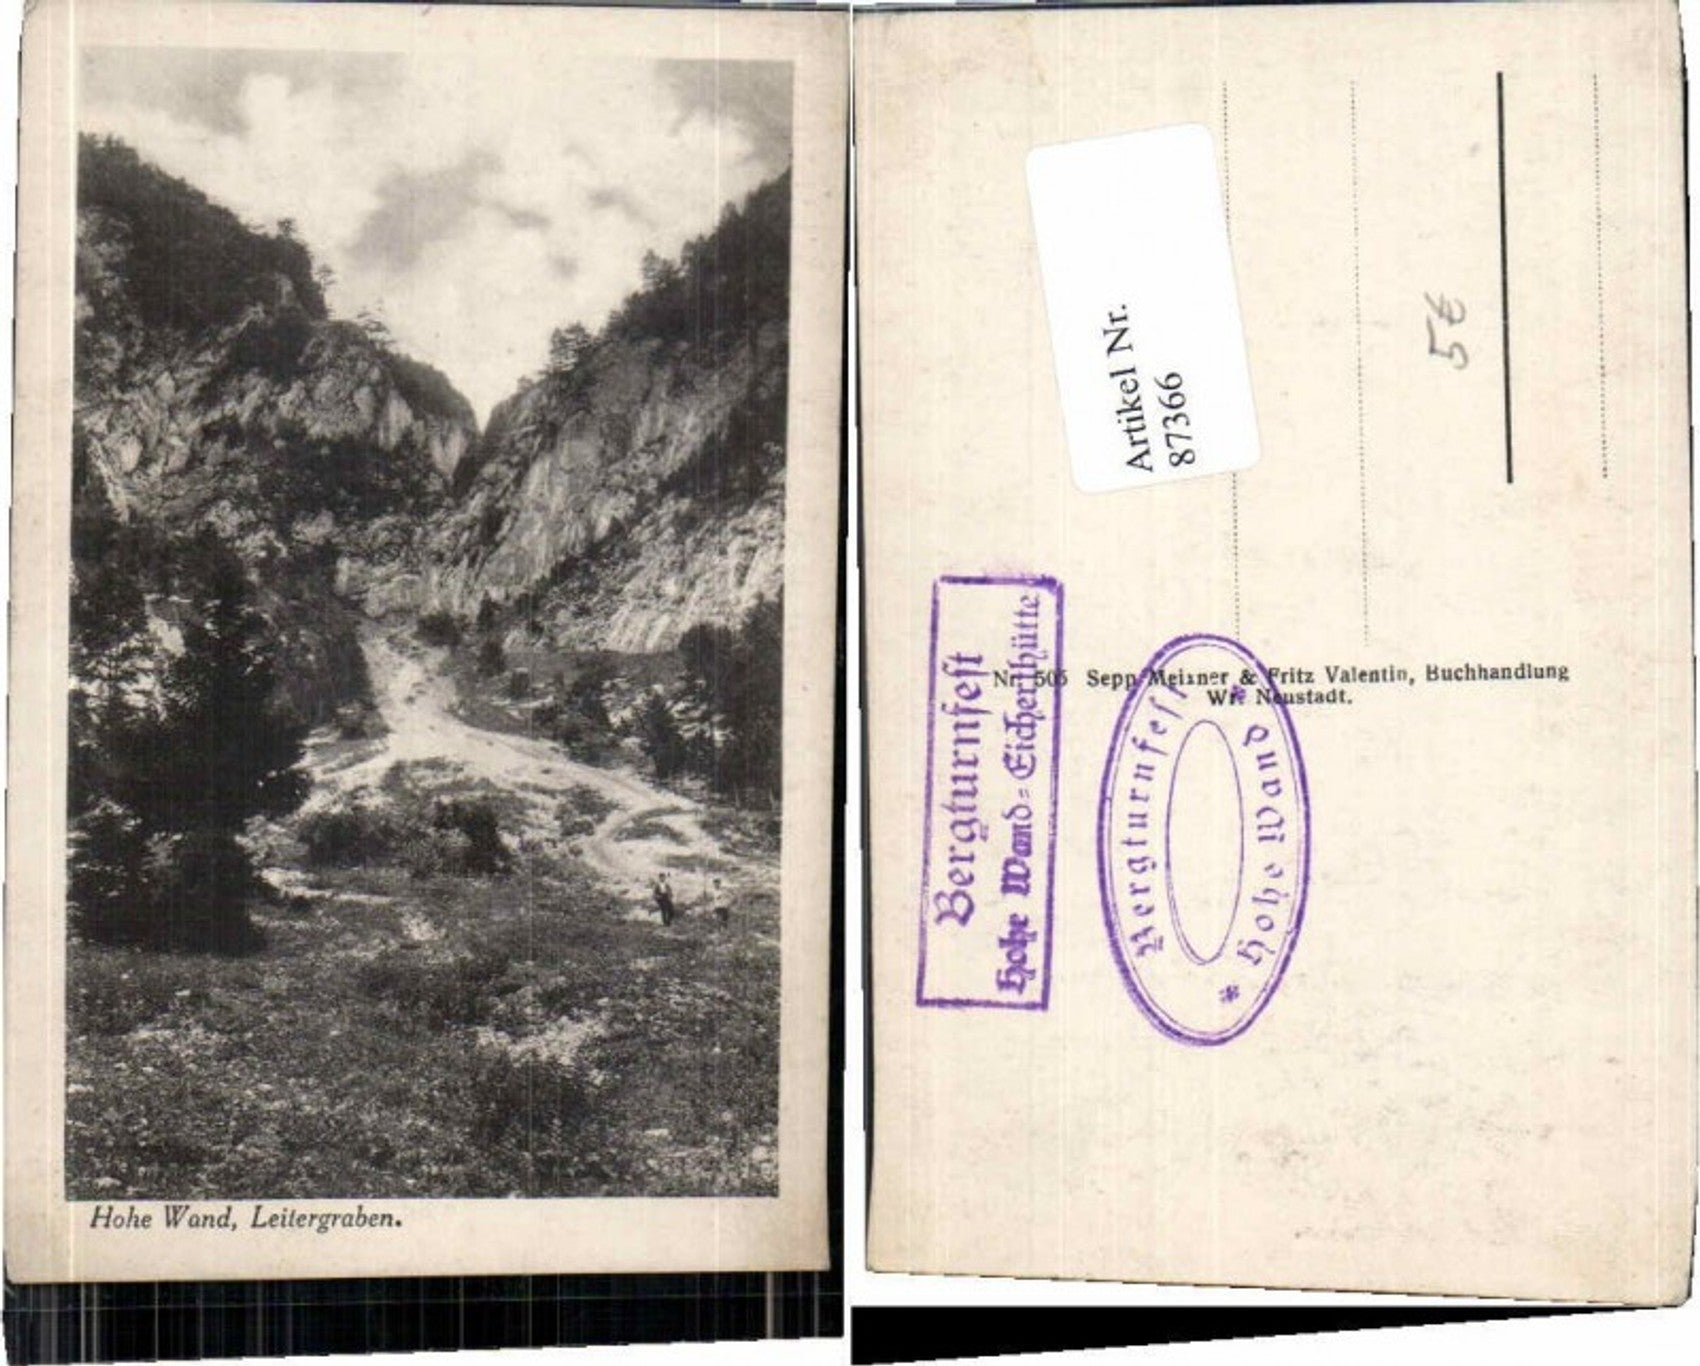 Hohe Wand, Leitergraben.
Artikel Nr.
87366
5€
Nr. 505 Sepp Meixner & Fritz Valentin, Buchhandlung
Wr. Neustadt.
Bergturnfest
Hohe Wand=Eicherthütte
Bergturnfest
* Hohe Wand *